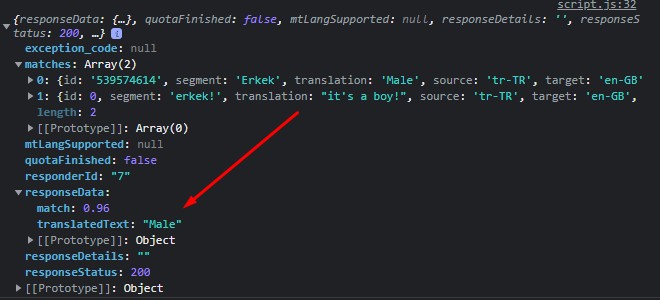 script.js:32
{responseData: {…}, quotaFinished: false, mtLangSupported: null, responseDetails: '', responseS
tatus: 200, …}
exception_code: null
matches: Array(2)
0: {id: '539574614', segment: 'Erkek', translation: 'Male', source: 'tr-TR', target: 'en-GB'
1: {id: 0, segment: 'erkek!', translation: "it's a boy!", source: 'tr-TR', target: 'en-GB',
length: 2
[[Prototype]]: Array(0)
mtLangSupported: null
quotaFinished: false
responderId: "7"
responseData:
match: 0.96
translatedText: "Male"
[[Prototype]]: Object
responseDetails: ""
responseStatus: 200
[[Prototype]]: Object